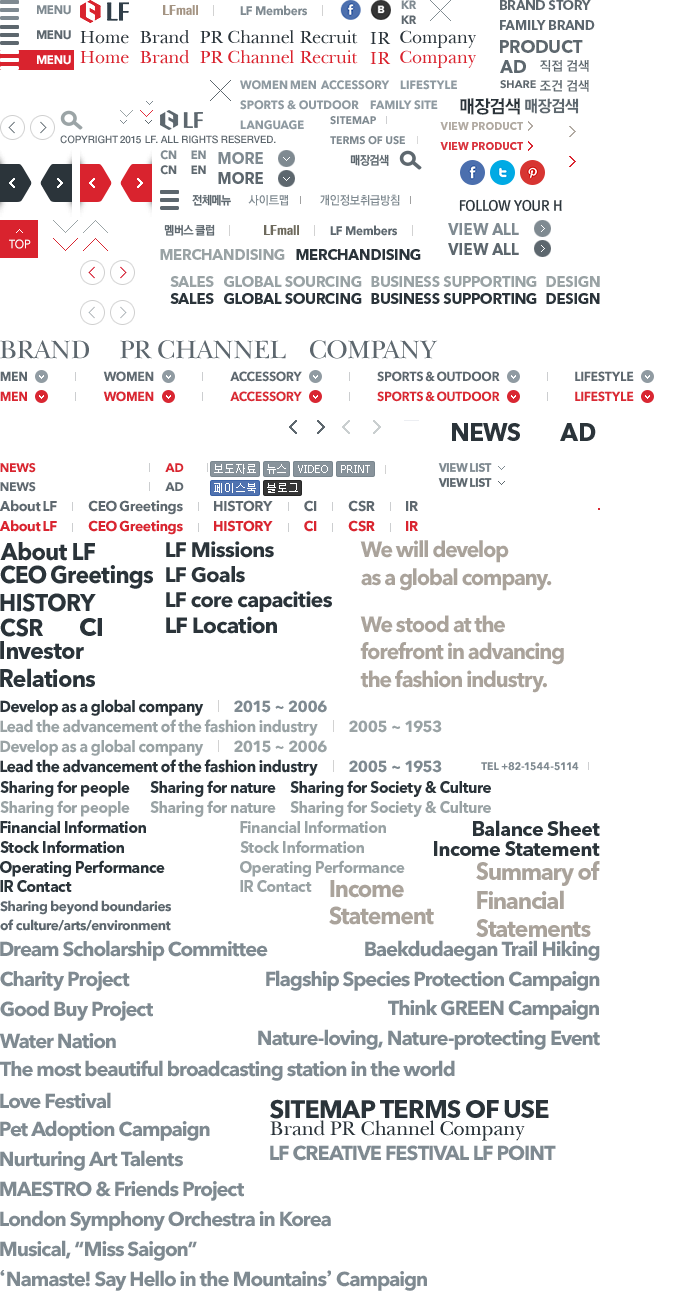 MENU LF LFmall LF Members f B KR BRAND STORY
KR
MENU Home Brand PR Channel Recruit IR Company FAMILY BRAND
MENU Home Brand PR Channel Recruit IR Company PRODUCT
AD 직접 검색
WOMEN MEN ACCESSORY LIFESTYLE SHARE 조건 검색
SPORTS & OUTDOOR FAMILY SITE 매장검색 매장검색
LF LANGUAGE SITEMAP VIEW PRODUCT
COPYRIGHT 2015 LF. ALL RIGHTS RESERVED. TERMS OF USE VIEW PRODUCT
CN EN MORE 매장검색
CN EN MORE
전체메뉴 사이트맵 개인정보취급방침 FOLLOW YOUR H
TOP 멤버스 클럽 LFmall LF Members VIEW ALL
MERCHANDISING MERCHANDISING VIEW ALL
SALES GLOBAL SOURCING BUSINESS SUPPORTING DESIGN
SALES GLOBAL SOURCING BUSINESS SUPPORTING DESIGN
BRAND PR CHANNEL COMPANY
MEN WOMEN ACCESSORY SPORTS & OUTDOOR LIFESTYLE
MEN WOMEN ACCESSORY SPORTS & OUTDOOR LIFESTYLE
NEWS AD
NEWS AD 보도자료 뉴스 VIDEO PRINT VIEW LIST
NEWS AD 페이스북 블로그 VIEW LIST
About LF CEO Greetings HISTORY CI CSR IR
About LF CEO Greetings HISTORY CI CSR IR
About LF LF Missions We will develop
CEO Greetings LF Goals as a global company.
HISTORY LF core capacities
CSR CI LF Location We stood at the
Investor forefront in advancing
Relations the fashion industry.
Develop as a global company 2015 ~ 2006
Lead the advancement of the fashion industry 2005 ~ 1953
Develop as a global company 2015 ~ 2006
Lead the advancement of the fashion industry 2005 ~ 1953 TEL +82-1544-5114
Sharing for people Sharing for nature Sharing for Society & Culture
Sharing for people Sharing for nature Sharing for Society & Culture
Financial Information Financial Information Balance Sheet
Stock Information Stock Information Income Statement
Operating Performance Operating Performance Summary of
IR Contact IR Contact Income Financial
Sharing beyond boundaries Statement Statements
of culture/arts/environment
Dream Scholarship Committee Baekdudaegan Trail Hiking
Charity Project Flagship Species Protection Campaign
Good Buy Project Think GREEN Campaign
Water Nation Nature-loving, Nature-protecting Event
The most beautiful broadcasting station in the world
Love Festival SITEMAP TERMS OF USE
Pet Adoption Campaign Brand PR Channel Company
Nurturing Art Talents LF CREATIVE FESTIVAL LF POINT
MAESTRO & Friends Project
London Symphony Orchestra in Korea
Musical, “Miss Saigon”
‘Namaste! Say Hello in the Mountains’ Campaign